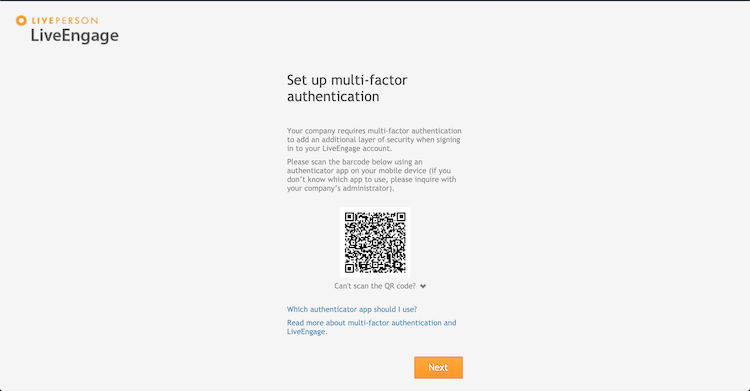 LIVEPERSON
LiveEngage
Set up multi-factor
authentication
Your company requires multi-factor authentication
to add an additional layer of security when signing
in to your LiveEngage account.
Please scan the barcode below using an
authenticator app on your mobile device (if you
don’t know which app to use, please inquire with
your company’s administrator).
Can't scan the QR code?
Which authenticator app should I use?
Read more about multi-factor authentication and
LiveEngage.
Next